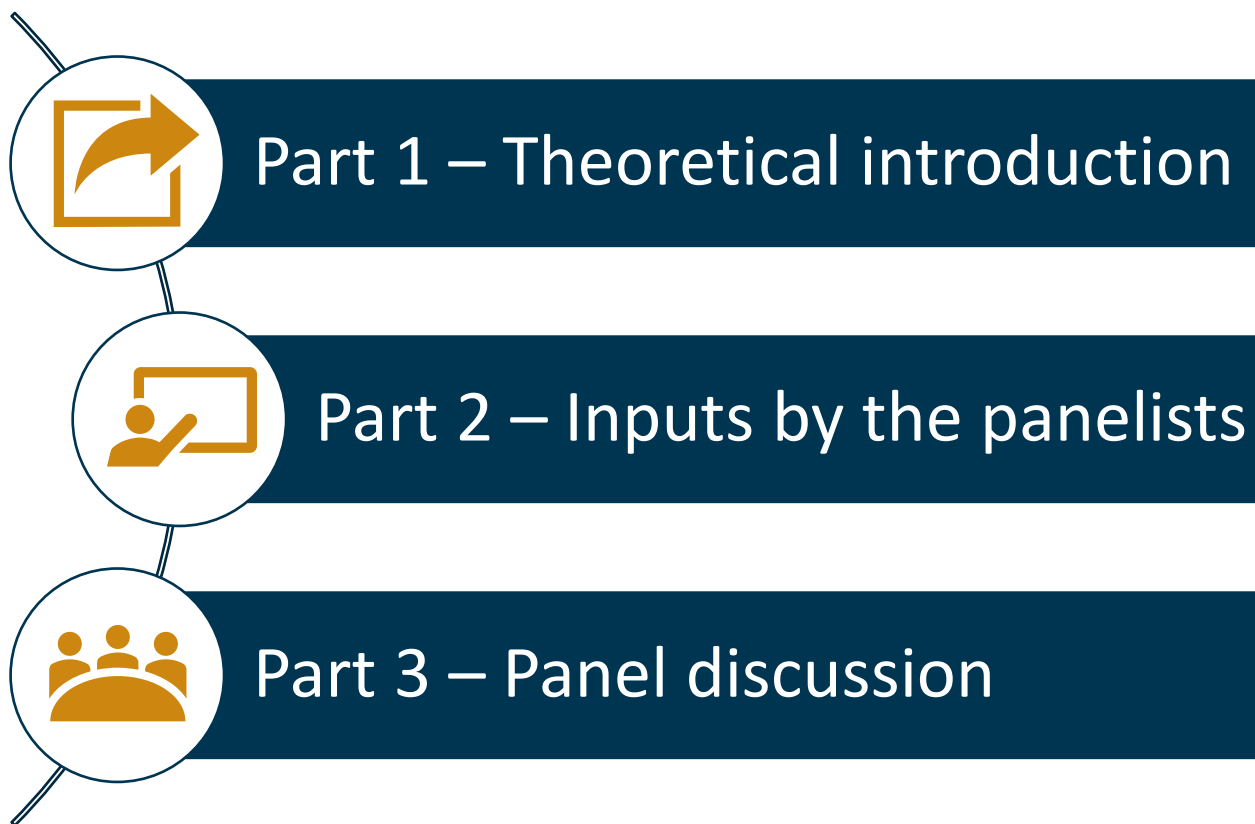 Part 1 – Theoretical introduction
Part 2 – Inputs by the panelists
Part 3 – Panel discussion